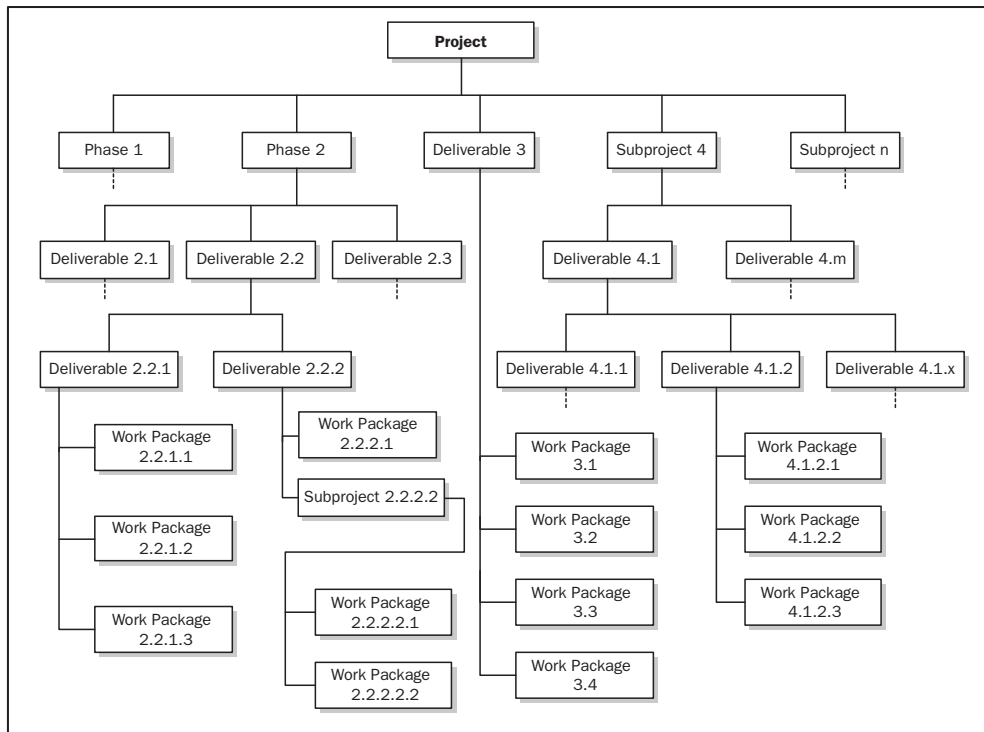 Project
Phase 1
Phase 2
Deliverable 3
Subproject 4
Subproject n
Deliverable 2.1
Deliverable 2.2
Deliverable 2.3
Deliverable 4.1
Deliverable 4.m
Deliverable 2.2.1
Deliverable 2.2.2
Deliverable 4.1.1
Deliverable 4.1.2
Deliverable 4.1.x
Work Package
2.2.1.1
Work Package
2.2.1.2
Work Package
2.2.1.3
Work Package
2.2.2.1
Subproject 2.2.2.2
Work Package
2.2.2.2.1
Work Package
2.2.2.2.2
Work Package
3.1
Work Package
3.2
Work Package
3.3
Work Package
3.4
Work Package
4.1.2.1
Work Package
4.1.2.2
Work Package
4.1.2.3